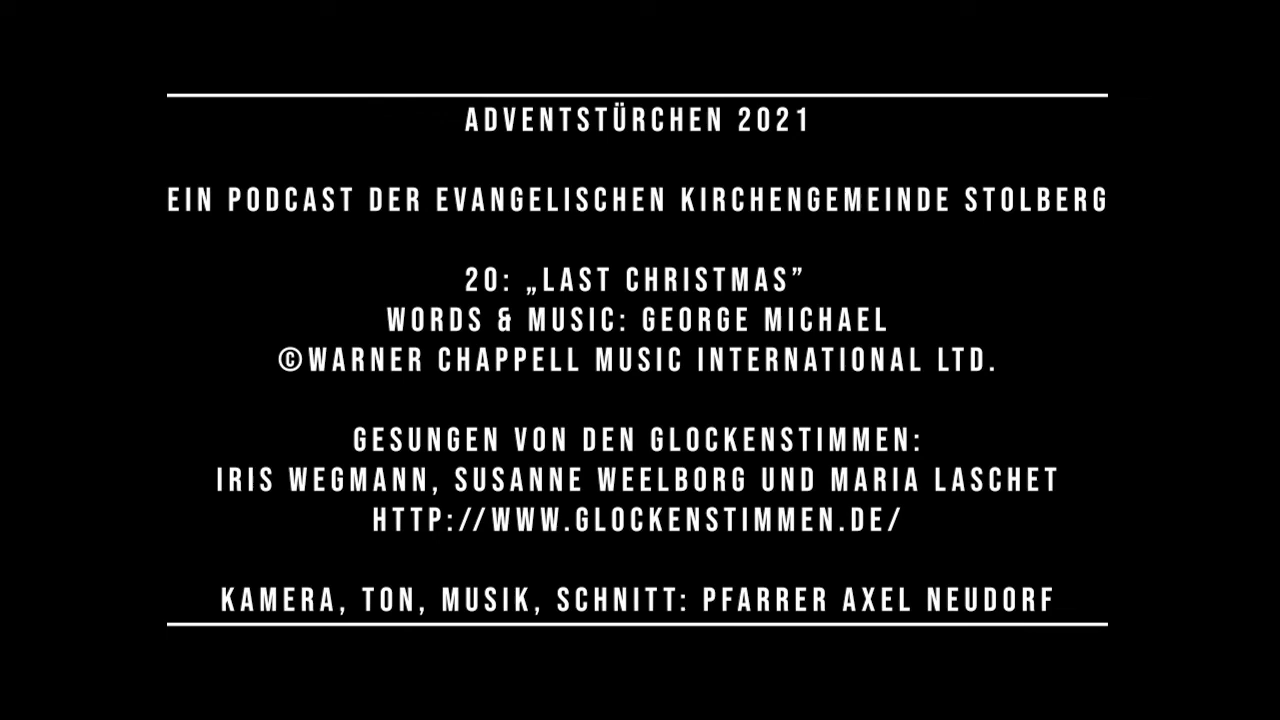 ADVENTSTÜRCHEN 2021
EIN PODCAST DER EVANGELISCHEN KIRCHENGEMEINDE STOLBERG
20: „LAST CHRISTMAS”
WORDS & MUSIC: GEORGE MICHAEL
©WARNER CHAPPELL MUSIC INTERNATIONAL LTD.
GESUNGEN VON DEN GLOCKENSTIMMEN:
IRIS WEGMANN, SUSANNE WEELBORG UND MARIA LASCHET
HTTP://WWW.GLOCKENSTIMMEN.DE/
KAMERA, TON, MUSIK, SCHNITT: PFARRER AXEL NEUDORF